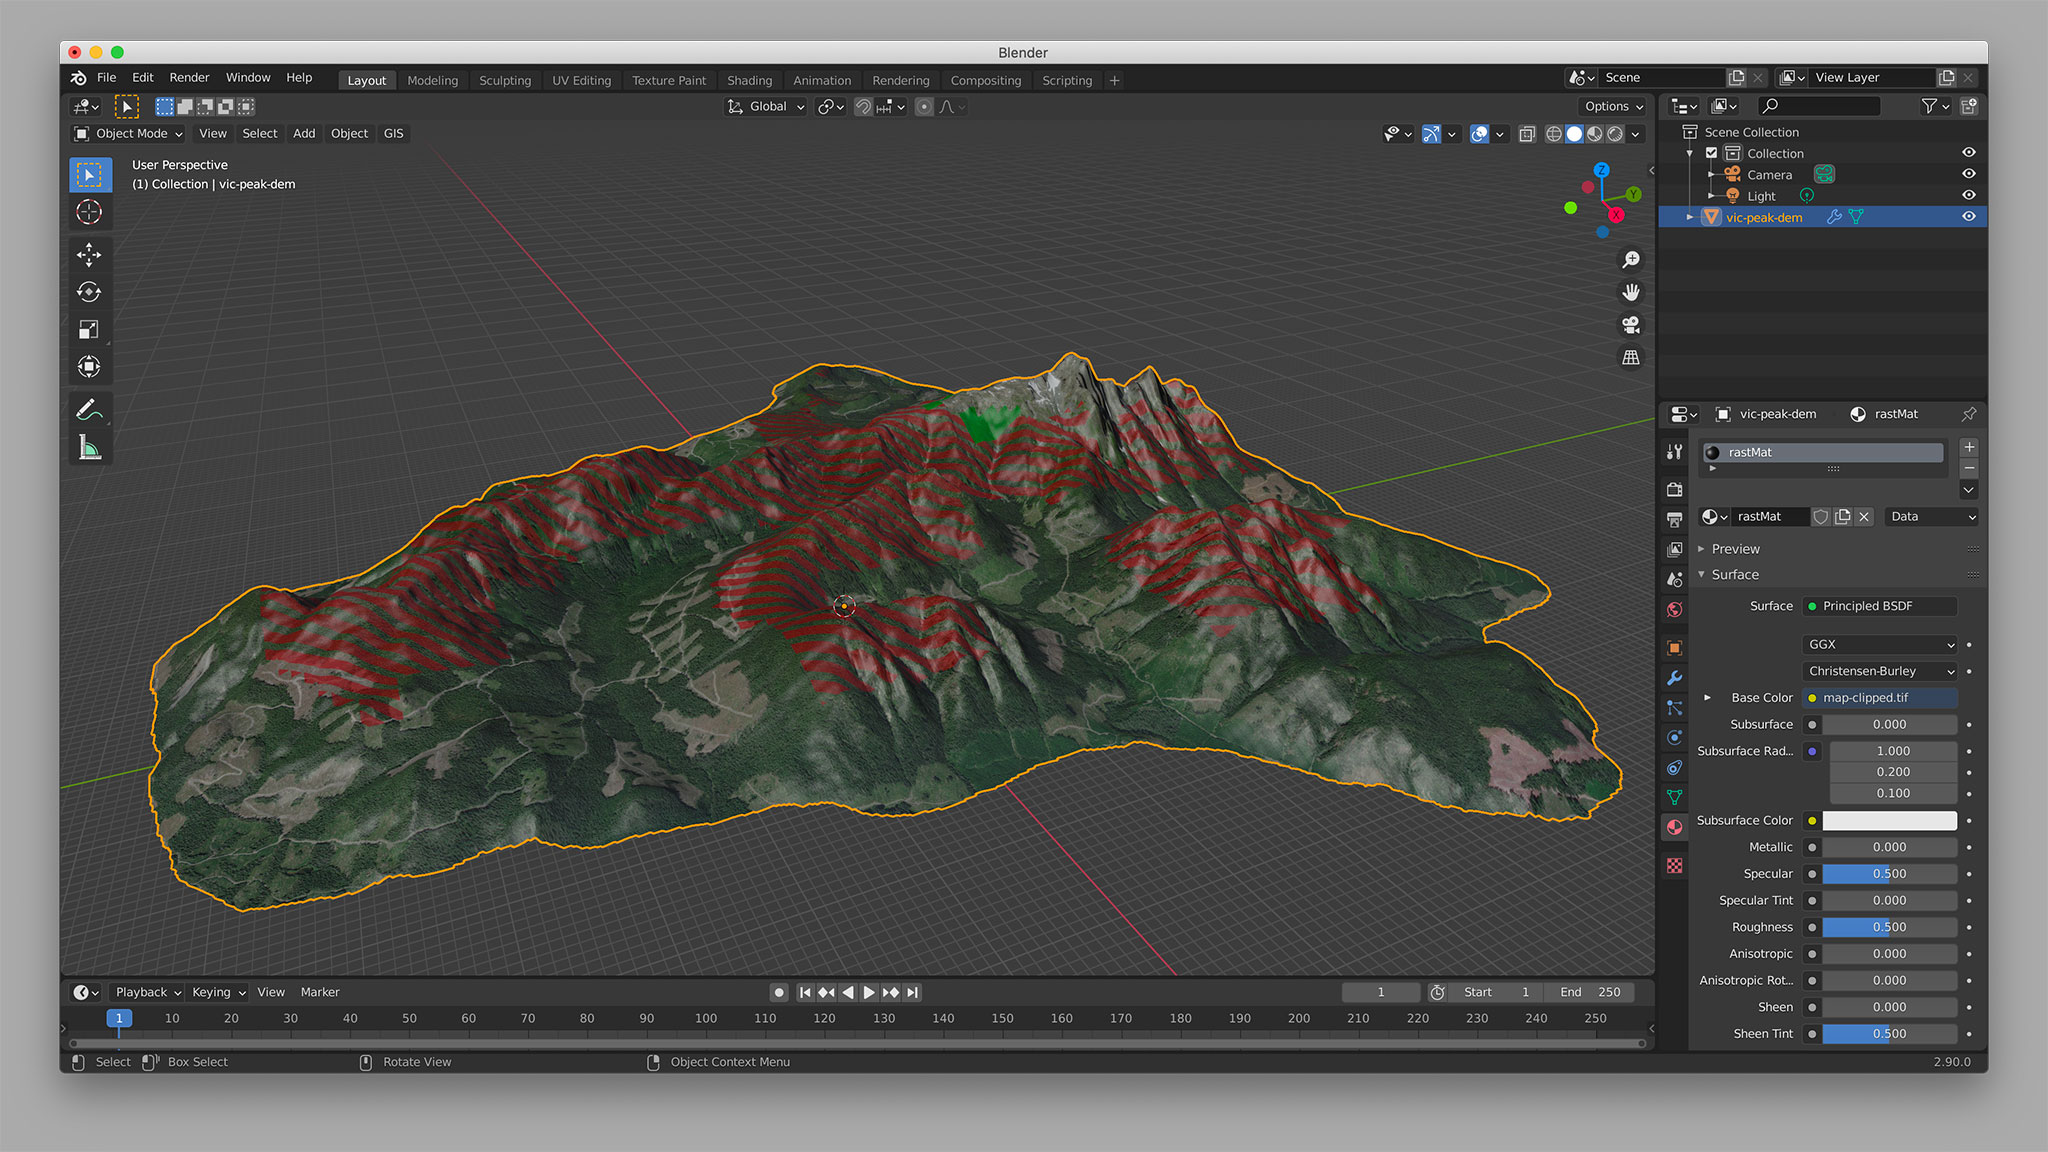 Blender
File Edit Render Window Help Layout Modeling Sculpting UV Editing Texture Paint Shading Animation Rendering Compositing Scripting + Scene View Layer
Global Options
Object Mode View Select Add Object GIS
User Perspective
(1) Collection | vic-peak-dem
Z
Y
X
Scene Collection
Collection
Camera
Light
vic-peak-dem
vic-peak-dem rastMat
rastMat
rastMat Data
Preview
Surface
Surface Principled BSDF
GGX
Christensen-Burley
Base Color map-clipped.tif
Subsurface 0.000
Subsurface Rad... 1.000
0.200
0.100
Subsurface Color
Metallic 0.000
Specular 0.500
Specular Tint 0.000
Roughness 0.500
Anisotropic 0.000
Anisotropic Rot... 0.000
Sheen 0.000
Sheen Tint 0.500
Playback Keying View Marker 1 Start 1 End 250
1 10 20 30 40 50 60 70 80 90 100 110 120 130 140 150 160 170 180 190 200 210 220 230 240 250
Select Box Select Rotate View Object Context Menu 2.90.0